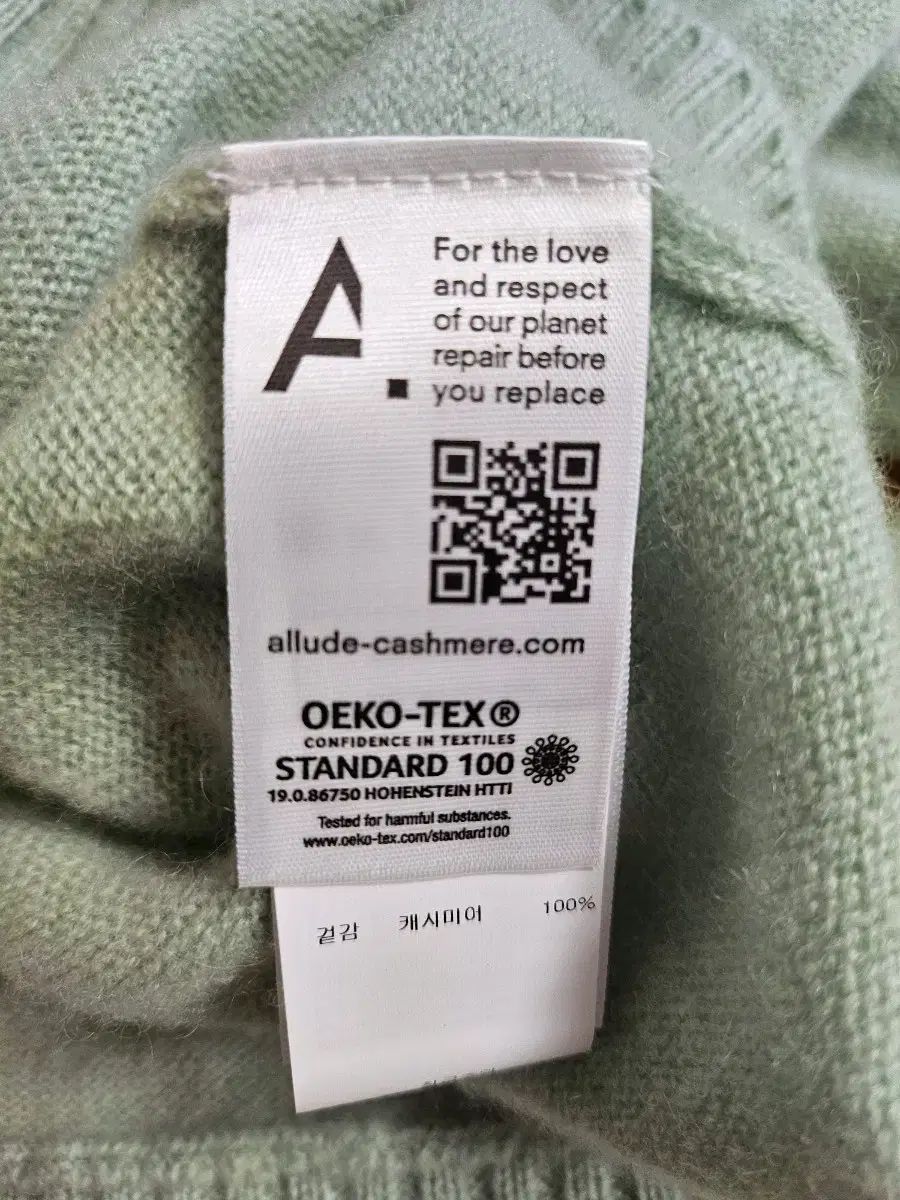 A.
For the love
and respect
of our planet
repair before
you replace
allude-cashmere.com
OEKO-TEX®
CONFIDENCE IN TEXTILES
STANDARD 100
19.0.86750 HOHENSTEIN HTTI
Tested for harmful substances.
www.oeko-tex.com/standard100
겉감 캐시미어 100%